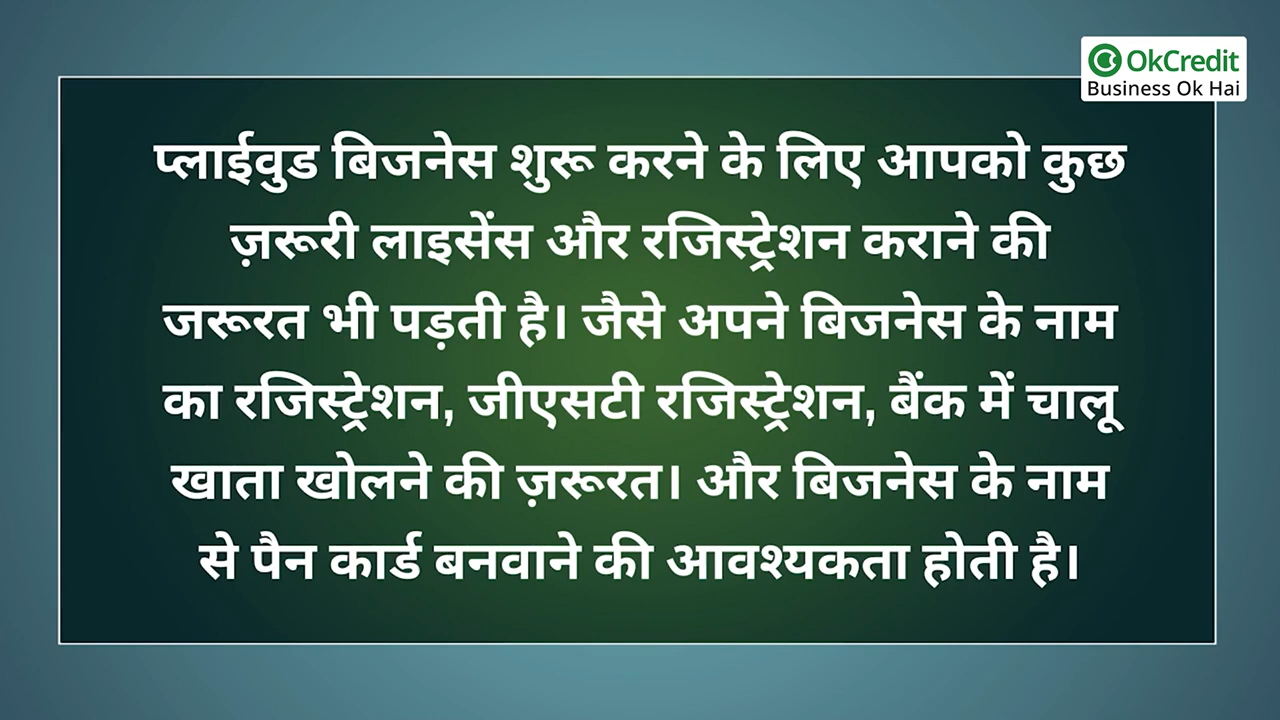 OkCredit
Business Ok Hai
प्लाईवुड बिजनेस शुरू करने के लिए आपको कुछ
ज़रूरी लाइसेंस और रजिस्ट्रेशन कराने की
जरूरत भी पड़ती है। जैसे अपने बिजनेस के नाम
का रजिस्ट्रेशन, जीएसटी रजिस्ट्रेशन, बैंक में चालू
खाता खोलने की ज़रूरत। और बिजनेस के नाम
से पैन कार्ड बनवाने की आवश्यकता होती है।